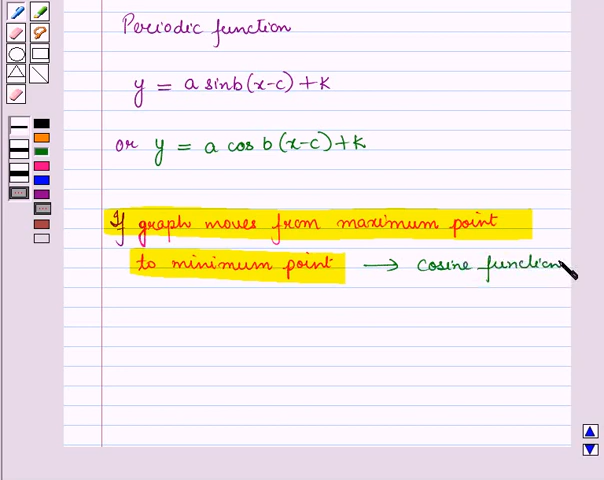 Periodic function
y = a sinb(x-c)+k
or y = a cos b(x-c)+k
If graph moves from maximum point
to minimum point → cosine function